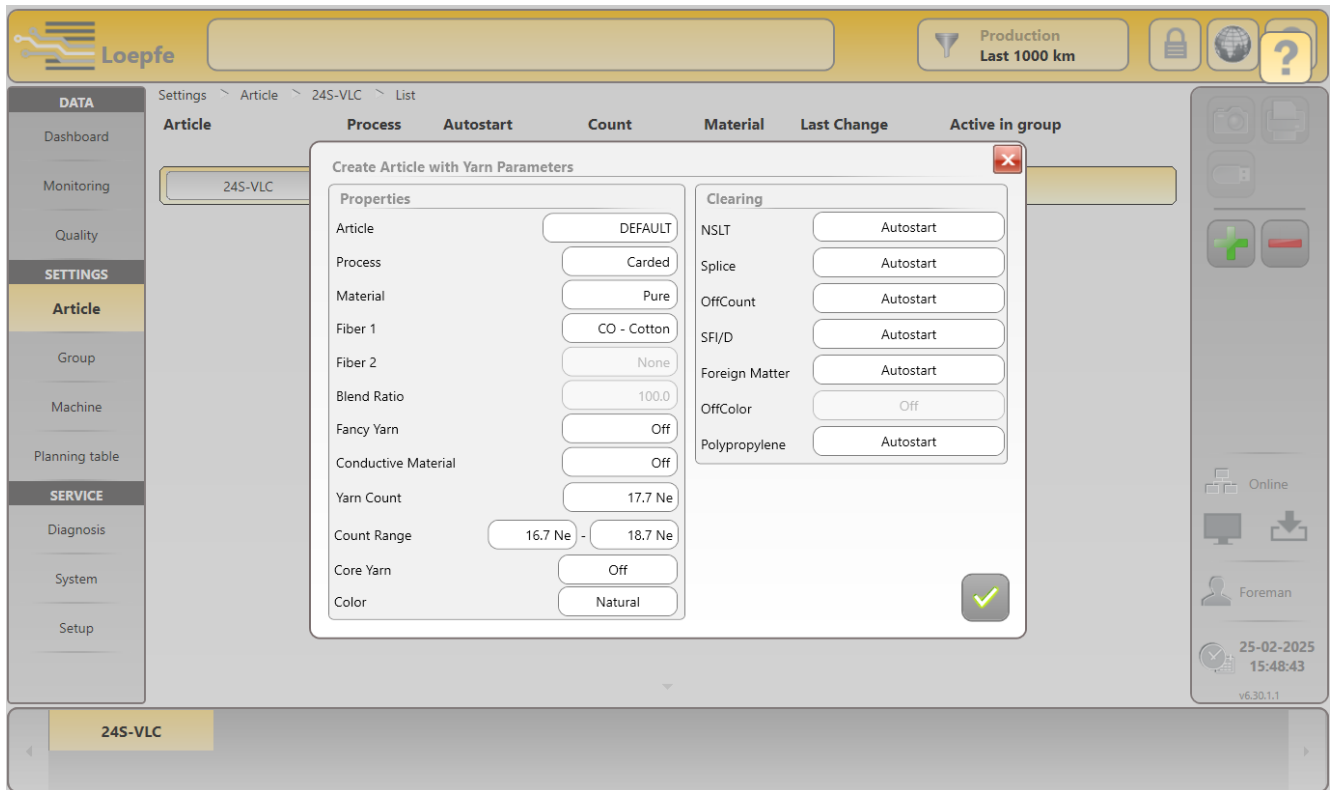 Loepfe
Production
Last 1000 km
?
DATA
Dashboard
Monitoring
Quality
SETTINGS
Article
Group
Machine
Planning table
SERVICE
Diagnosis
System
Setup
Settings > Article > 24S-VLC > List
Article Process Autostart Count Material Last Change Active in group
24S-VLC
Create Article with Yarn Parameters
Properties
Article DEFAULT
Process Carded
Material Pure
Fiber 1 CO - Cotton
Fiber 2 None
Blend Ratio 100.0
Fancy Yarn Off
Conductive Material Off
Yarn Count 17.7 Ne
Count Range 16.7 Ne - 18.7 Ne
Core Yarn Off
Color Natural
Clearing
NSLT Autostart
Splice Autostart
OffCount Autostart
SFI/D Autostart
Foreign Matter Autostart
OffColor Off
Polypropylene Autostart
Online
Foreman
25-02-2025
15:48:43
v6.30.1.1
24S-VLC